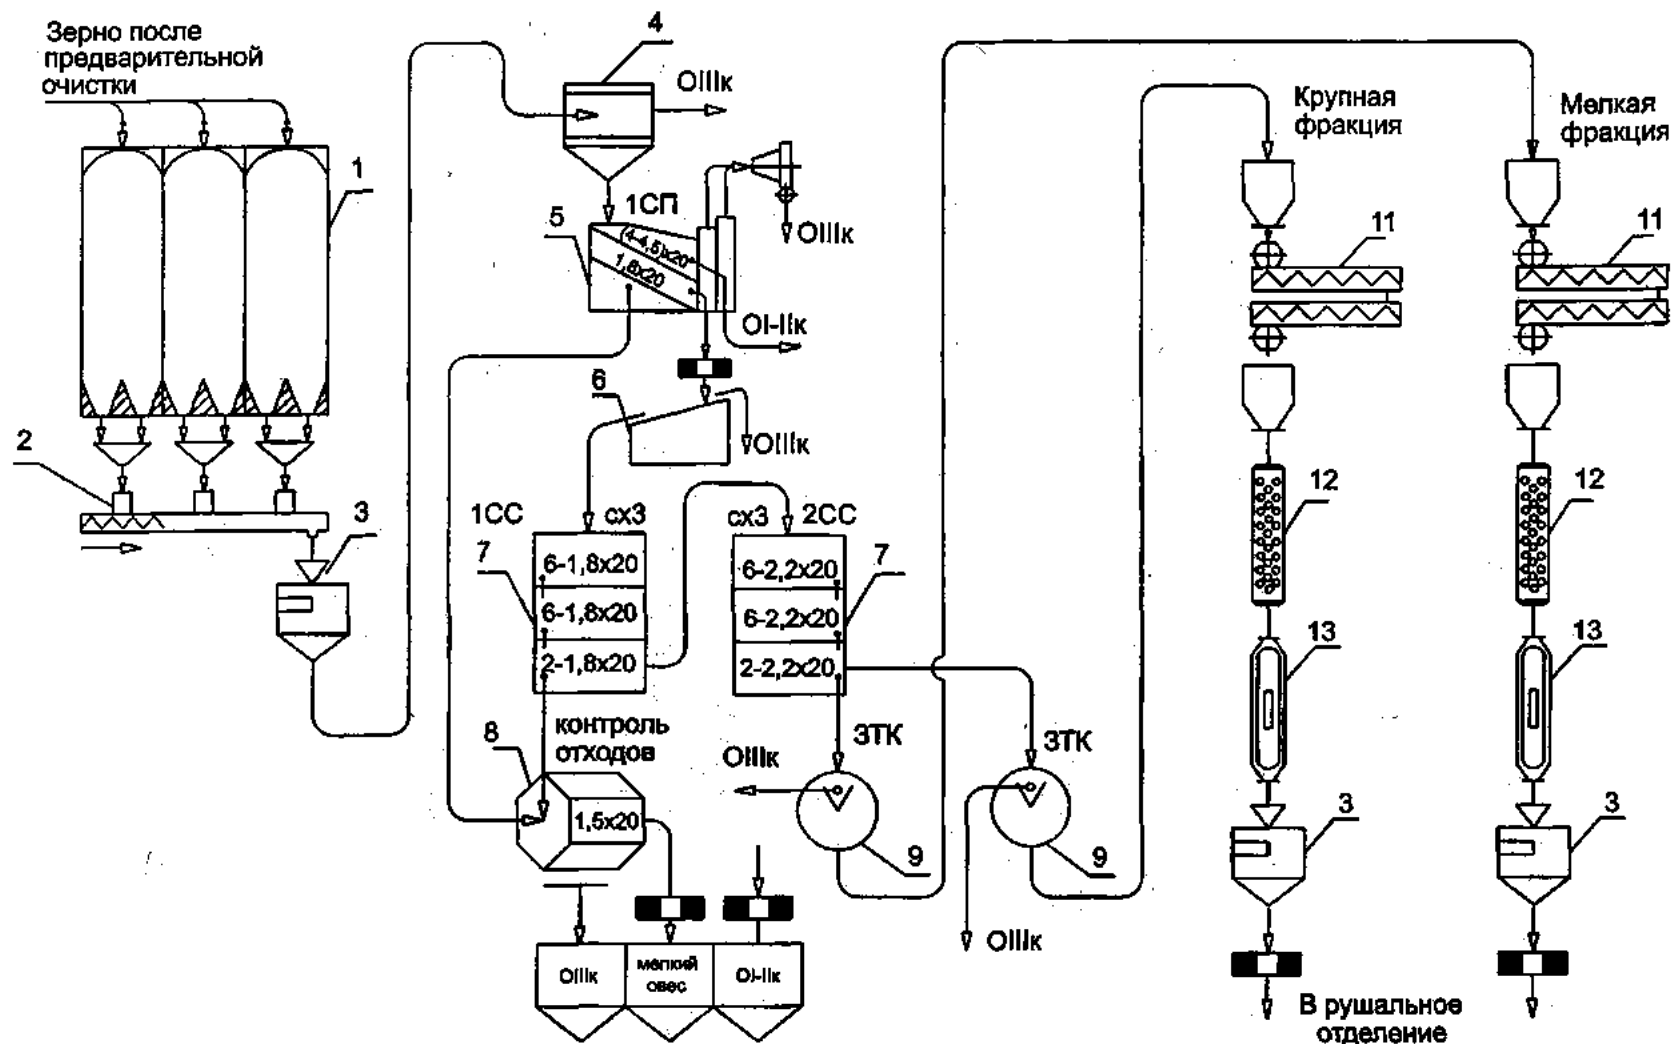 Зерно после
предварительной
очистки
1
2
3
4
ОIIIк
1СП
5
(4-4,5)х20
1,8х20
ОIIIк
ОI-IIк
6
ОIIIк
1СС
сх3
7
6-1,8х20
6-1,8х20
2-1,8х20
сх3
2СС
7
6-2,2х20
6-2,2х20
2-2,2х20
контроль
отходов
8
1,5х20
ОIIIк
ЗТК
9
ЗТК
9
ОIIIк
ОIIIк
мелкий
овес
ОI-IIк
Крупная
фракция
11
12
13
3
Мелкая
фракция
11
12
13
3
В рушальное
отделение